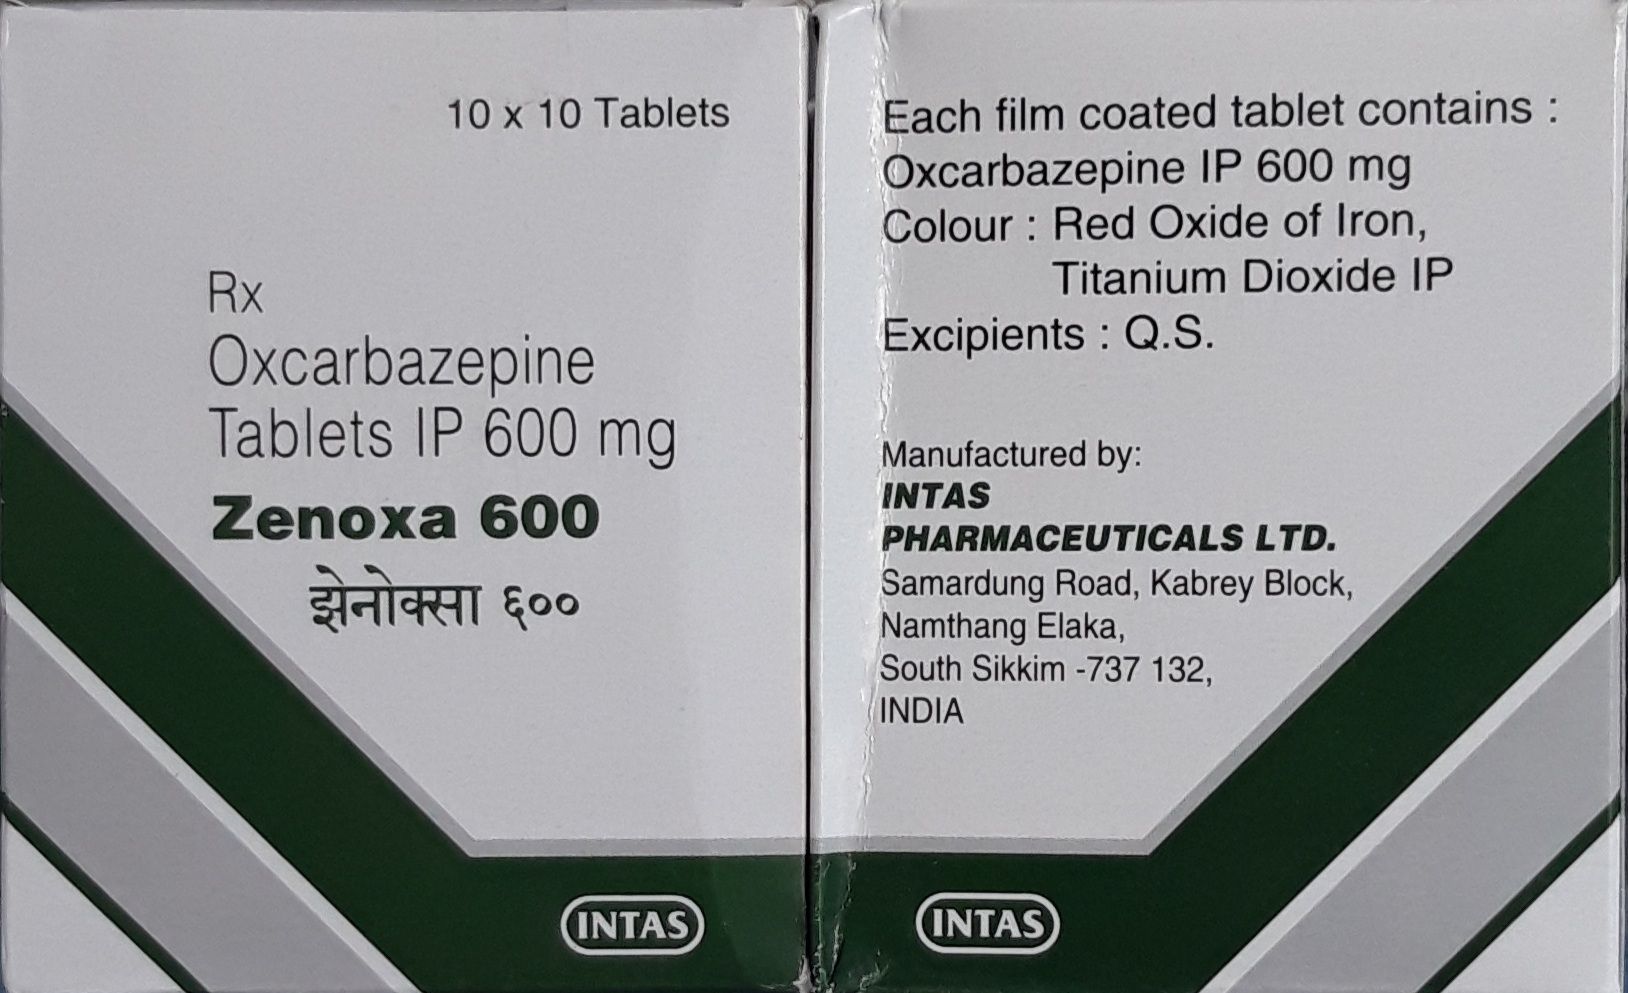 10 x 10 Tablets
Rx
Oxcarbazepine
Tablets IP 600 mg
Zenoxa 600
झेनोक्सा ६००
INTAS
Each film coated tablet contains :
Oxcarbazepine IP 600 mg
Colour : Red Oxide of Iron,
Titanium Dioxide IP
Excipients : Q.S.
Manufactured by:
INTAS
PHARMACEUTICALS LTD.
Samardung Road, Kabrey Block,
Namthang Elaka,
South Sikkim -737 132,
INDIA
INTAS